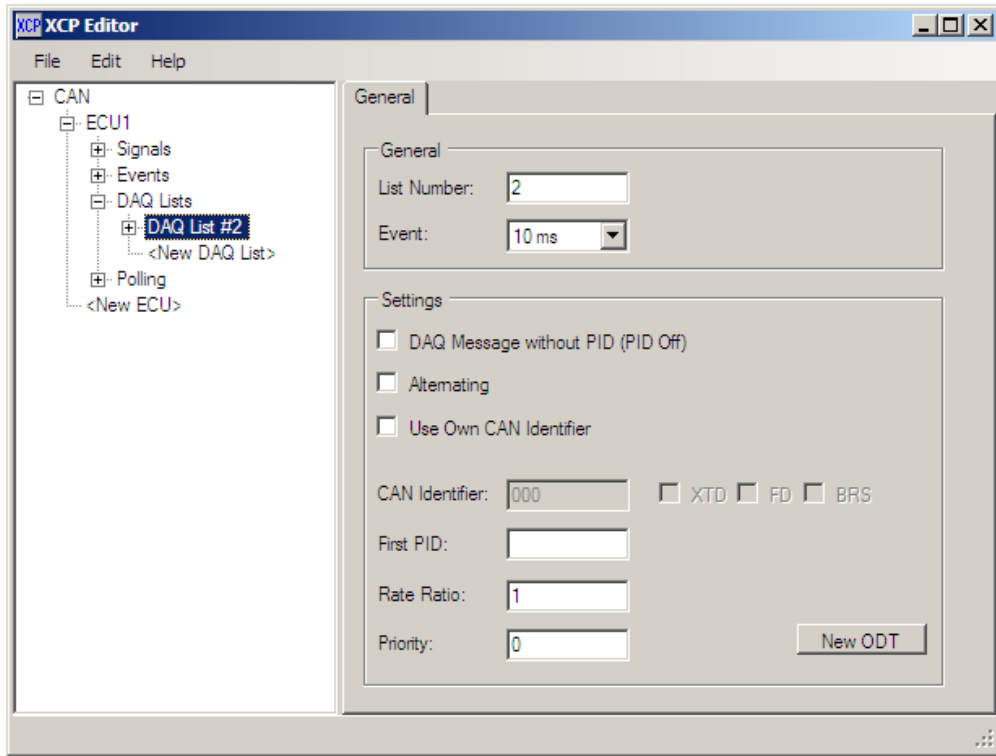 XCP XCP Editor
File Edit Help
CAN
ECU1
Signals
Events
DAQ Lists
DAQ List #2
<New DAQ List>
Polling
<New ECU>
General
General
List Number: 2
Event: 10 ms
Settings
DAQ Message without PID (PID Off)
Alternating
Use Own CAN Identifier
CAN Identifier: 000 XTD FD BRS
First PID:
Rate Ratio: 1
Priority: 0 New ODT